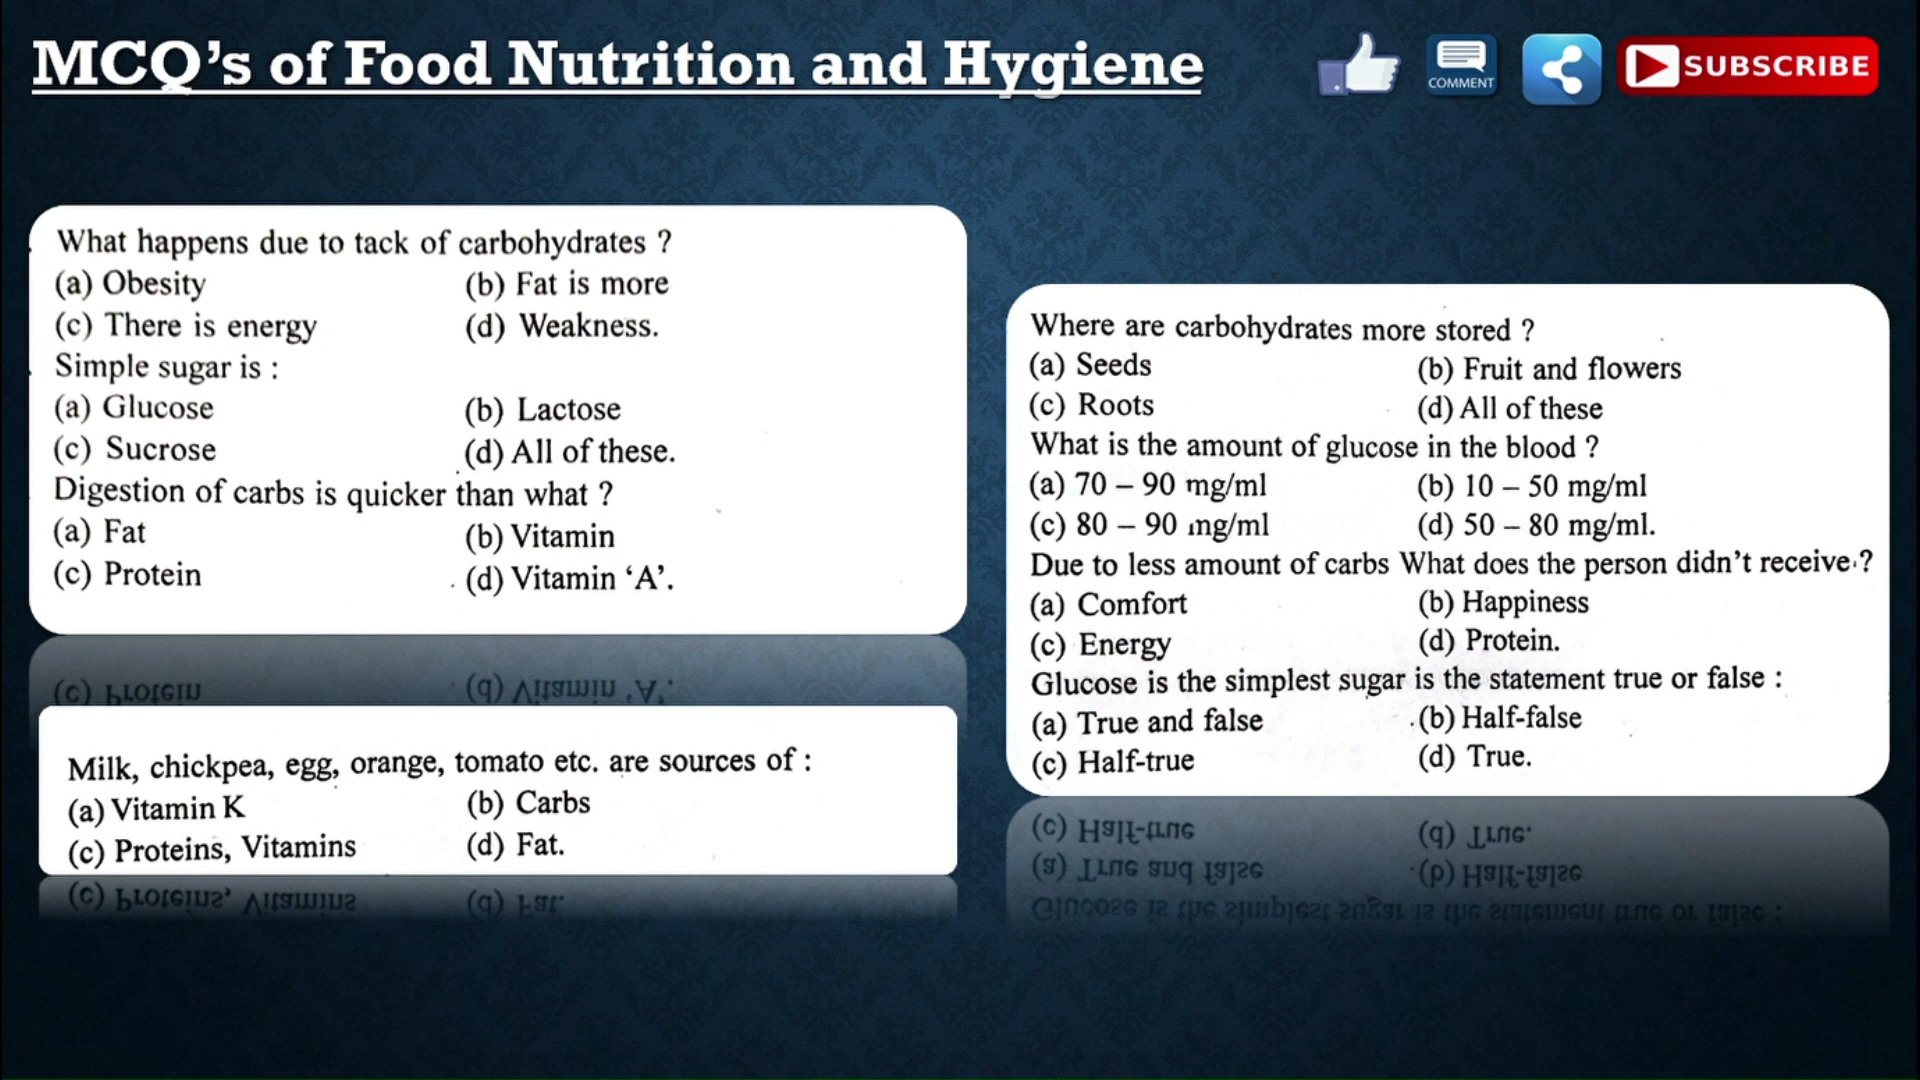 MCQ's of Food Nutrition and Hygiene
COMMENT
SUBSCRIBE
What happens due to tack of carbohydrates ?
(a) Obesity (b) Fat is more
(c) There is energy (d) Weakness.
Simple sugar is :
(a) Glucose (b) Lactose
(c) Sucrose (d) All of these.
Digestion of carbs is quicker than what ?
(a) Fat (b) Vitamin
(c) Protein (d) Vitamin ‘A’.
Milk, chickpea, egg, orange, tomato etc. are sources of :
(a) Vitamin K (b) Carbs
(c) Proteins, Vitamins (d) Fat.
Where are carbohydrates more stored ?
(a) Seeds (b) Fruit and flowers
(c) Roots (d) All of these
What is the amount of glucose in the blood ?
(a) 70 – 90 mg/ml (b) 10 – 50 mg/ml
(c) 80 – 90 mg/ml (d) 50 – 80 mg/ml.
Due to less amount of carbs What does the person didn't receive ?
(a) Comfort (b) Happiness
(c) Energy (d) Protein.
Glucose is the simplest sugar is the statement true or false :
(a) True and false (b) Half-false
(c) Half-true (d) True.